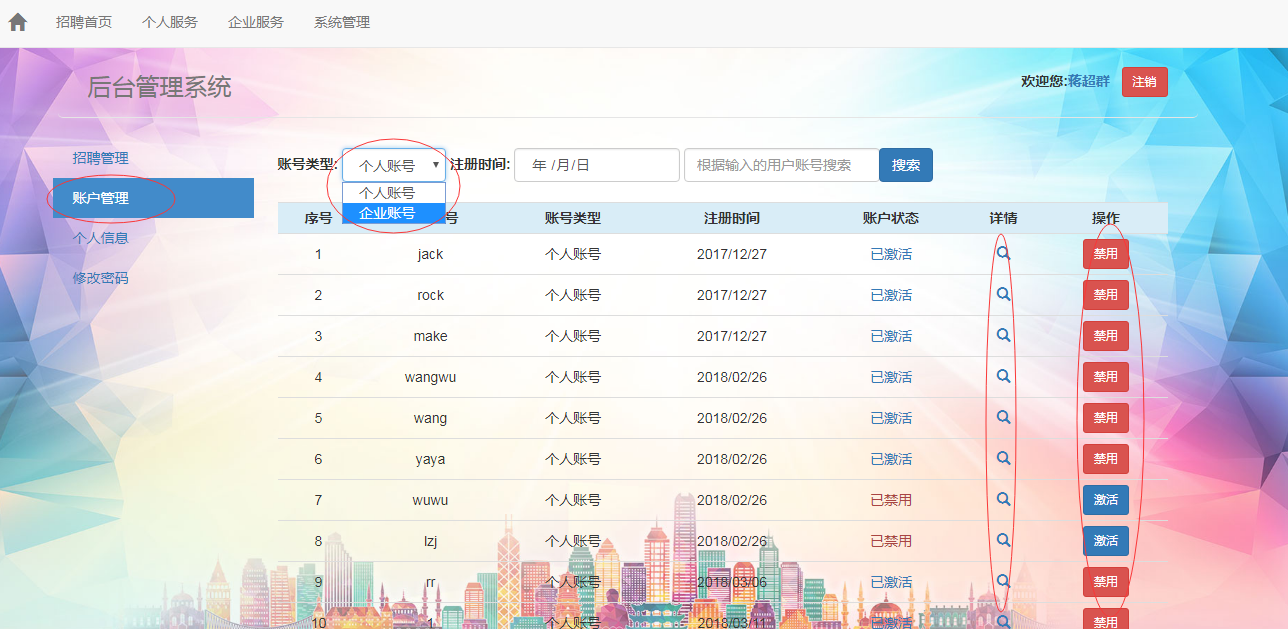 招聘首页 个人服务 企业服务 系统管理
后台管理系统
欢迎您:蒋超群 注销
招聘管理
账户管理
个人信息
修改密码
账号类型: 个人账号 注册时间: 年 /月/日 根据输入的用户账号搜索 搜索
个人账号
企业账号
序号 号 账号类型 注册时间 账户状态 详情 操作
1 jack 个人账号 2017/12/27 已激活 禁用
2 rock 个人账号 2017/12/27 已激活 禁用
3 make 个人账号 2017/12/27 已激活 禁用
4 wangwu 个人账号 2018/02/26 已激活 禁用
5 wang 个人账号 2018/02/26 已激活 禁用
6 yaya 个人账号 2018/02/26 已激活 禁用
7 wuwu 个人账号 2018/02/26 已禁用 激活
8 lzj 个人账号 2018/02/26 已禁用 激活
9 rr 个人账号 2018/03/06 已激活 禁用
10 1 个人账号 2018/03/11 已激活 禁用